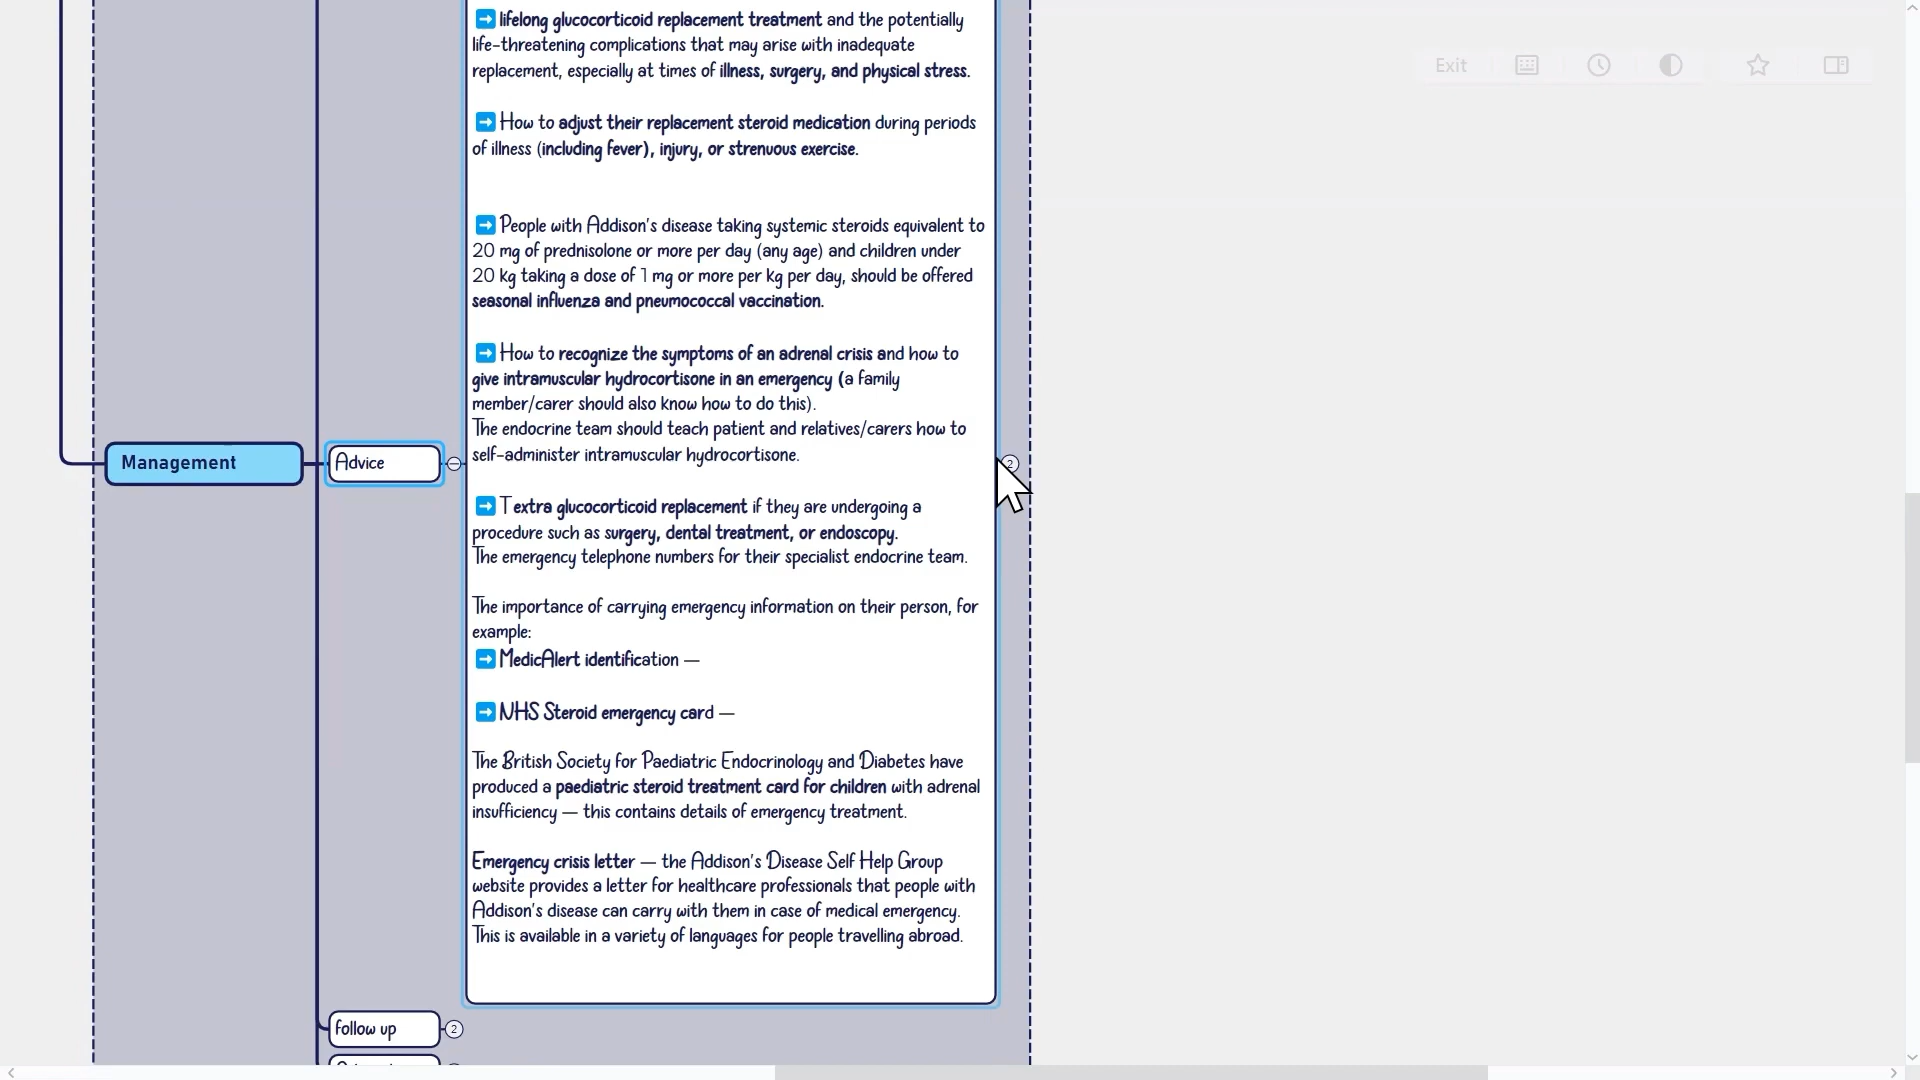 ➡ lifelong glucocorticoid replacement treatment and the potentially
life-threatening complications that may arise with inadequate
replacement, especially at times of illness, surgery, and physical stress.
Exit
➡ How to adjust their replacement steroid medication during periods
of illness (including fever), injury, or strenuous exercise.
➡ People with Addison's disease taking systemic steroids equivalent to
20 mg of prednisolone or more per day (any age) and children under
20 kg taking a dose of 1 mg or more per kg per day, should be offered
seasonal influenza and pneumococcal vaccination.
➡ How to recognize the symptoms of an adrenal crisis and how to
give intramuscular hydrocortisone in an emergency (a family
member/carer should also know how to do this).
The endocrine team should teach patient and relatives/carers how to
self-administer intramuscular hydrocortisone.
Management
Advice
2
➡ T extra glucocorticoid replacement if they are undergoing a
procedure such as surgery, dental treatment, or endoscopy.
The emergency telephone numbers for their specialist endocrine team.
The importance of carrying emergency information on their person, for
example:
➡ MedicAlert identification —
➡ NHS Steroid emergency card —
The British Society for Paediatric Endocrinology and Diabetes have
produced a paediatric steroid treatment card for children with adrenal
insufficiency — this contains details of emergency treatment.
Emergency crisis letter — the Addison's Disease Self Help Group
website provides a letter for healthcare professionals that people with
Addison's disease can carry with them in case of medical emergency.
This is available in a variety of languages for people travelling abroad.
follow up
2